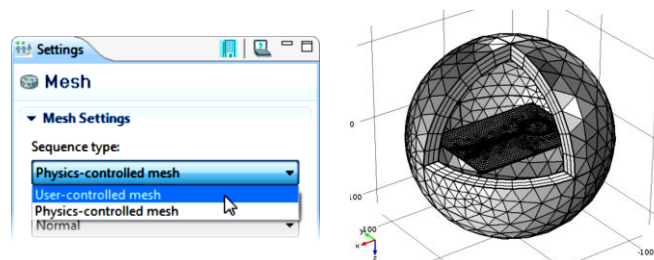 Settings
Mesh
Mesh Settings
Sequence type:
Physics-controlled mesh
User-controlled mesh
Physics-controlled mesh
Normal
0
100
y100
x
z
-100